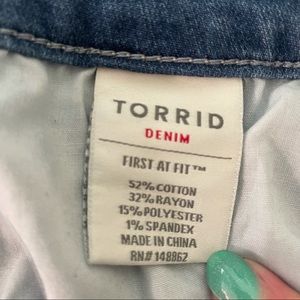 TORRID
DENIM
FIRST AT FIT™
52% COTTON
32% RAYON
15% POLYESTER
1% SPANDEX
MADE IN CHINA
RN# 148862